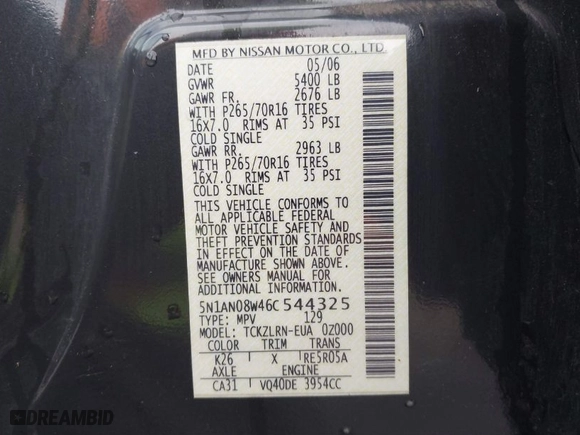 MFD BY NISSAN MOTOR CO., LTD.
DATE 05/06
GVWR 5400 LB
GAWR FR. 2676 LB
WITH P265/70R16 TIRES
16X7.0 RIMS AT 35 PSI
COLD SINGLE
GAWR RR. 2963 LB
WITH P265/70R16 TIRES
16X7.0 RIMS AT 35 PSI
COLD SINGLE
THIS VEHICLE CONFORMS TO
ALL APPLICABLE FEDERAL
MOTOR VEHICLE SAFETY AND
THEFT PREVENTION STANDARDS
IN EFFECT ON THE DATE OF
MANUFACTURE SHOWN ABOVE.
SEE OWNERS MANUAL FOR
ADDITIONAL INFORMATION.
5N1AN08W46C544325
TYPE: MPV 129
MODEL: TCKZLRN-EUA 0Z000
COLOR TRIM TRANS
K26 X RE5R05A
AXLE ENGINE
CA31 VQ40DE 3954CC
DREAMBID